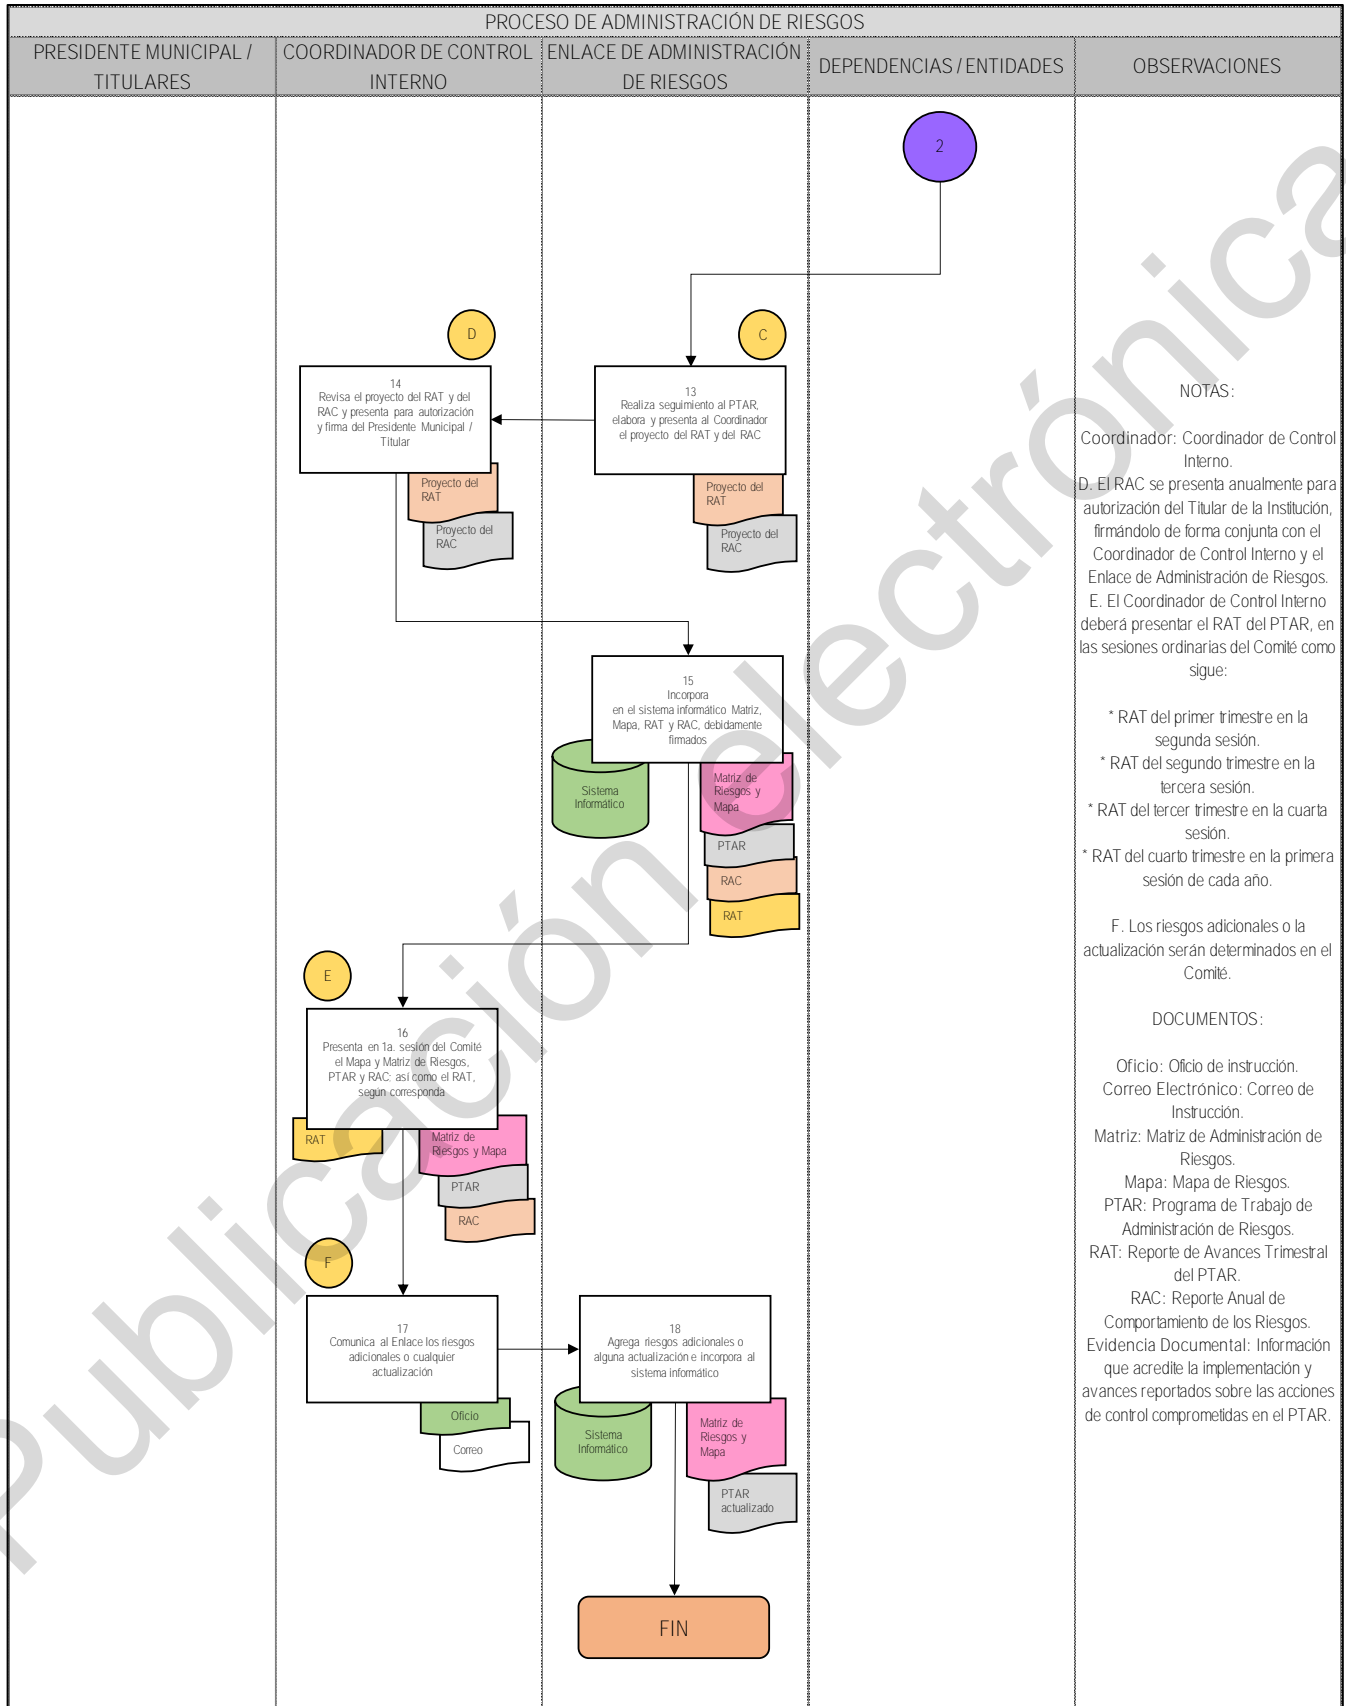 PROCESO DE ADMINISTRACIÓN DE RIESGOS
PRESIDENTE MUNICIPAL /
TITULARES
COORDINADOR DE CONTROL
INTERNO
ENLACE DE ADMINISTRACIÓN
DE RIESGOS
DEPENDENCIAS / ENTIDADES
OBSERVACIONES
2
D
C
14
Revisa el proyecto del RAT y del
RAC y presenta para autorización
y firma del Presidente Municipal /
Titular
Proyecto del
RAT
Proyecto del
RAC
13
Realiza seguimiento al PTAR,
elabora y presenta al Coordinador
el proyecto del RAT y del RAC
Proyecto del
RAT
Proyecto del
RAC
15
Incorpora
en el sistema informático Matriz,
Mapa, RAT y RAC, debidamente
firmados
Sistema
Informático
Matriz de
Riesgos y
Mapa
PTAR
RAC
RAT
E
16
Presenta en 1a. sesión del Comité
el Mapa y Matriz de Riesgos,
PTAR y RAC; así como el RAT,
según corresponda
RAT
Matriz de
Riesgos y Mapa
PTAR
RAC
F
17
Comunica al Enlace los riesgos
adicionales o cualquier
actualización
Oficio
Correo
18
Agrega riesgos adicionales o
alguna actualización e incorpora al
sistema informático
Sistema
Informático
Matriz de
Riesgos y
Mapa
PTAR
actualizado
FIN
NOTAS:
Coordinador: Coordinador de Control
Interno.
D. El RAC se presenta anualmente para
autorización del Titular de la Institución,
firmándolo de forma conjunta con el
Coordinador de Control Interno y el
Enlace de Administración de Riesgos.
E. El Coordinador de Control Interno
deberá presentar el RAT del PTAR, en
las sesiones ordinarias del Comité como
sigue:
* RAT del primer trimestre en la
segunda sesión.
* RAT del segundo trimestre en la
tercera sesión.
* RAT del tercer trimestre en la cuarta
sesión.
* RAT del cuarto trimestre en la primera
sesión de cada año.
F. Los riesgos adicionales o la
actualización serán determinados en el
Comité.
DOCUMENTOS:
Oficio: Oficio de instrucción.
Correo Electrónico: Correo de
Instrucción.
Matriz: Matriz de Administración de
Riesgos.
Mapa: Mapa de Riesgos.
PTAR: Programa de Trabajo de
Administración de Riesgos.
RAT: Reporte de Avances Trimestral
del PTAR.
RAC: Reporte Anual de
Comportamiento de los Riesgos.
Evidencia Documental: Información
que acredite la implementación y
avances reportados sobre las acciones
de control comprometidas en el PTAR.
Publicación electrónica